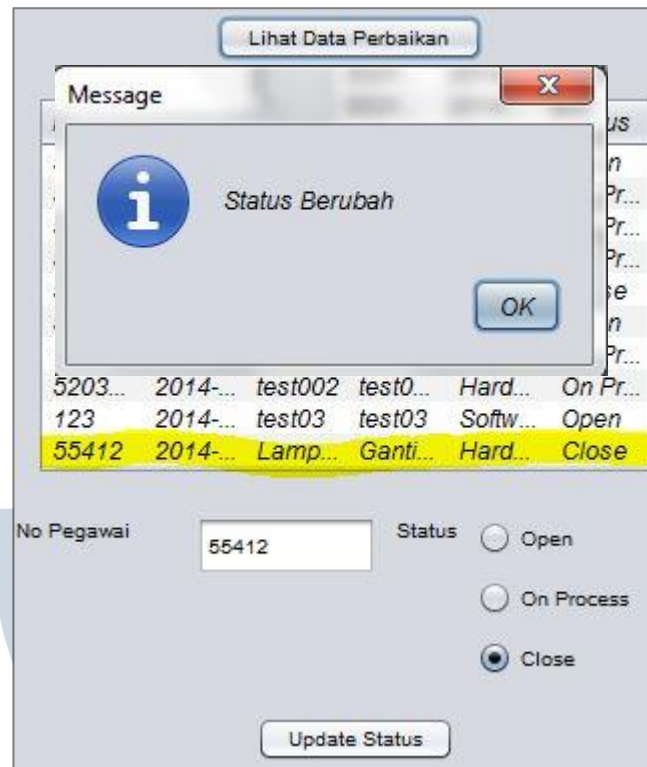 Lihat Data Perbaikan
Message
us
Status Berubah
n
Pr...
Pr...
Pr...
se
OK
n
Pr...
5203... 2014-... test002 test0... Hard... On Pr...
123 2014-... test03 test03 Softw... Open
55412 2014-... Lamp... Ganti... Hard... Close
No Pegawai 55412 Status Open
On Process
Close
Update Status